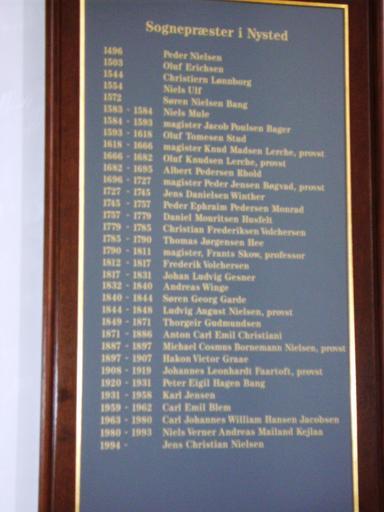 Sognepræster i Nysted
1496 Peder Nielsen
1503 Oluf Erichsen
1544 Christiern Lønnborg
1554 Niels Ulf
1572 Søren Nielsen Bang
1583 - 1584 Niels Mule
1584 - 1593 magister Jacob Poulsen Bager
1593 - 1618 Oluf Tomesen Stud
1618 - 1666 magister Knud Madsen Lerche, provst
1666 - 1682 Oluf Knudsen Lerche, provst
1682 - 1695 Albert Pedersen Rhold
1696 - 1727 magister Peder Jensen Bøgvad, provst
1727 - 1745 Jens Danielsen Winther
1745 - 1757 Peder Ephraim Pedersen Monrad
1757 - 1779 Daniel Mouritsen Husfelt
1779 - 1785 Christian Frederiksen Volchersen
1785 - 1790 Thomas Jørgensen Hee
1790 - 1811 magister, Frants Skow, professor
1812 - 1817 Frederik Volchersen
1817 - 1831 Johan Ludvig Gesner
1832 - 1840 Andreas Winge
1840 - 1844 Søren Georg Garde
1844 - 1848 Ludvig August Nielsen, provst
1849 - 1871 Thorgeir Gudmundsen
1871 - 1886 Anton Carl Emil Christiani
1887 - 1897 Michael Cosmus Bornemann Nielsen, provst
1897 - 1907 Hakon Victor Graae
1908 - 1919 Johannes Leonhardt Faartoft, provst
1920 - 1931 Peter Eigil Hagen Bang
1931 - 1958 Karl Jensen
1959 - 1962 Carl Emil Blem
1963 - 1980 Carl Johannes William Hansen Jacobsen
1980 - 1993 Niels Verner Andreas Mailand Kejlaa
1994 - Jens Christian Nielsen